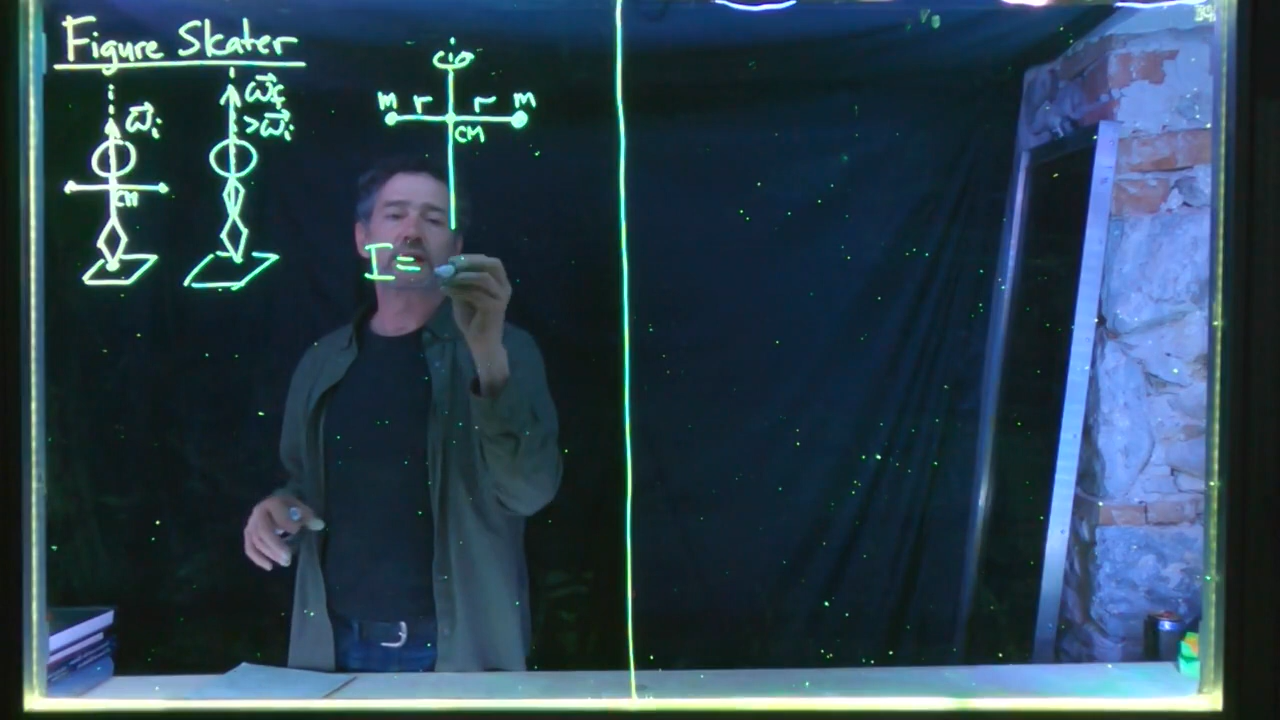 Figure Skater
ω⃗i
CM
ω⃗f
>ω⃗i
m r r m
CM
I =